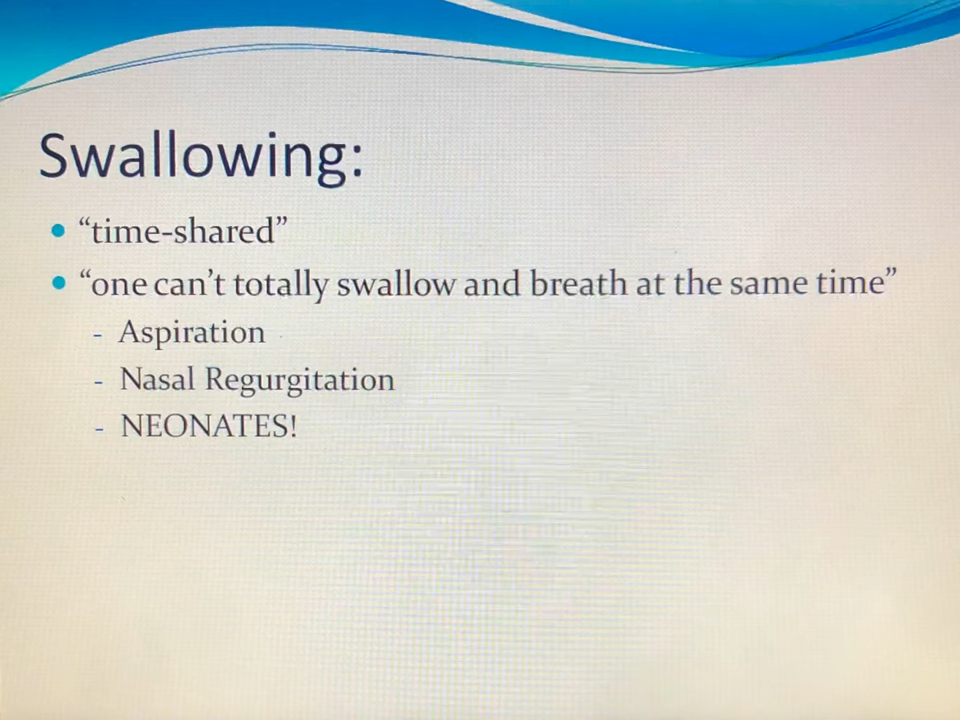 Swallowing:
• “time-shared”
• “one can’t totally swallow and breath at the same time”
- Aspiration
- Nasal Regurgitation
- NEONATES!